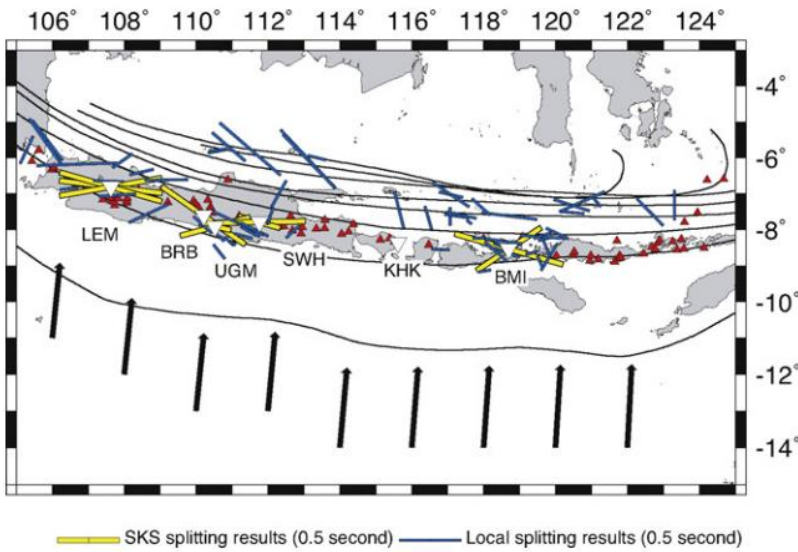 106° 108° 110° 112° 114° 116° 118° 120° 122° 124°
-4°
-6°
-8°
LEM
BRB
UGM
SWH
KHK
BMI
-10°
-12°
-14°
SKS splitting results (0.5 second) Local splitting results (0.5 second)